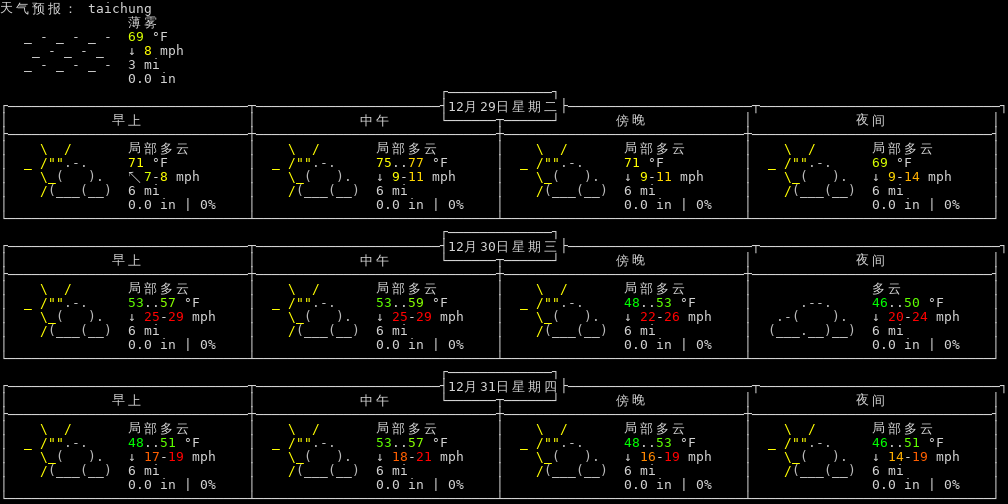 天气预报： taichung
薄雾
69 °F
↓ 8 mph
3 mi
0.0 in
12月29日星期二
早上 中午 傍晚 夜间
局部多云 局部多云 局部多云 局部多云
71 °F 75..77 °F 71 °F 69 °F
↖ 7-8 mph ↓ 9-11 mph ↓ 9-11 mph ↓ 9-14 mph
6 mi 6 mi 6 mi 6 mi
0.0 in | 0% 0.0 in | 0% 0.0 in | 0% 0.0 in | 0%
12月30日星期三
早上 中午 傍晚 夜间
局部多云 局部多云 局部多云 多云
53..57 °F 53..59 °F 48..53 °F 46..50 °F
↓ 25-29 mph ↓ 25-29 mph ↓ 22-26 mph ↓ 20-24 mph
6 mi 6 mi 6 mi 6 mi
0.0 in | 0% 0.0 in | 0% 0.0 in | 0% 0.0 in | 0%
12月31日星期四
早上 中午 傍晚 夜间
局部多云 局部多云 局部多云 局部多云
48..51 °F 53..57 °F 48..53 °F 46..51 °F
↓ 17-19 mph ↓ 18-21 mph ↓ 16-19 mph ↓ 14-19 mph
6 mi 6 mi 6 mi 6 mi
0.0 in | 0% 0.0 in | 0% 0.0 in | 0% 0.0 in | 0%